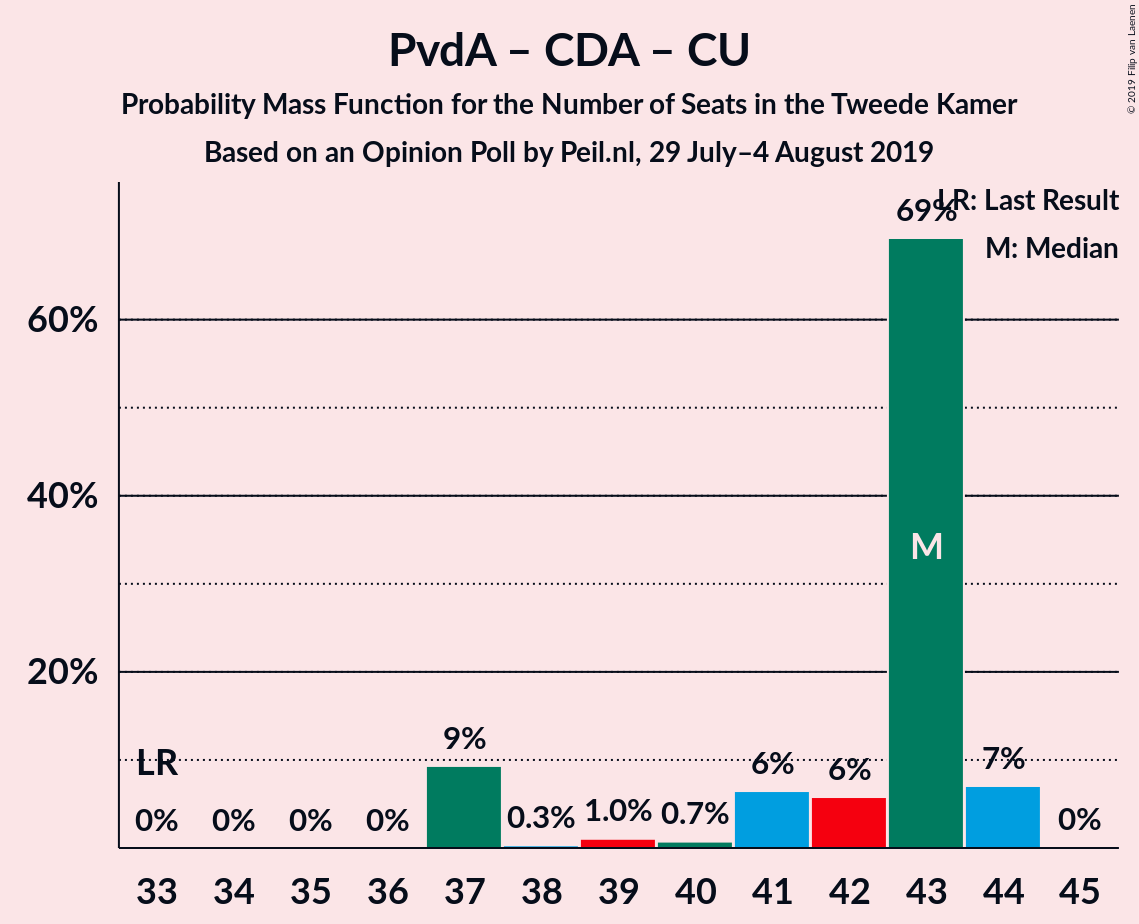 PvdA – CDA – CU
Probability Mass Function for the Number of Seats in the Tweede Kamer
Based on an Opinion Poll by Peil.nl, 29 July–4 August 2019
© 2019 Filip van Laenen
LR: Last Result
M: Median
69%
60%
40%
20%
M
LR
0%
0%
0%
0%
9%
0.3%
1.0%
0.7%
6%
6%
7%
0%
33 34 35 36 37 38 39 40 41 42 43 44 45